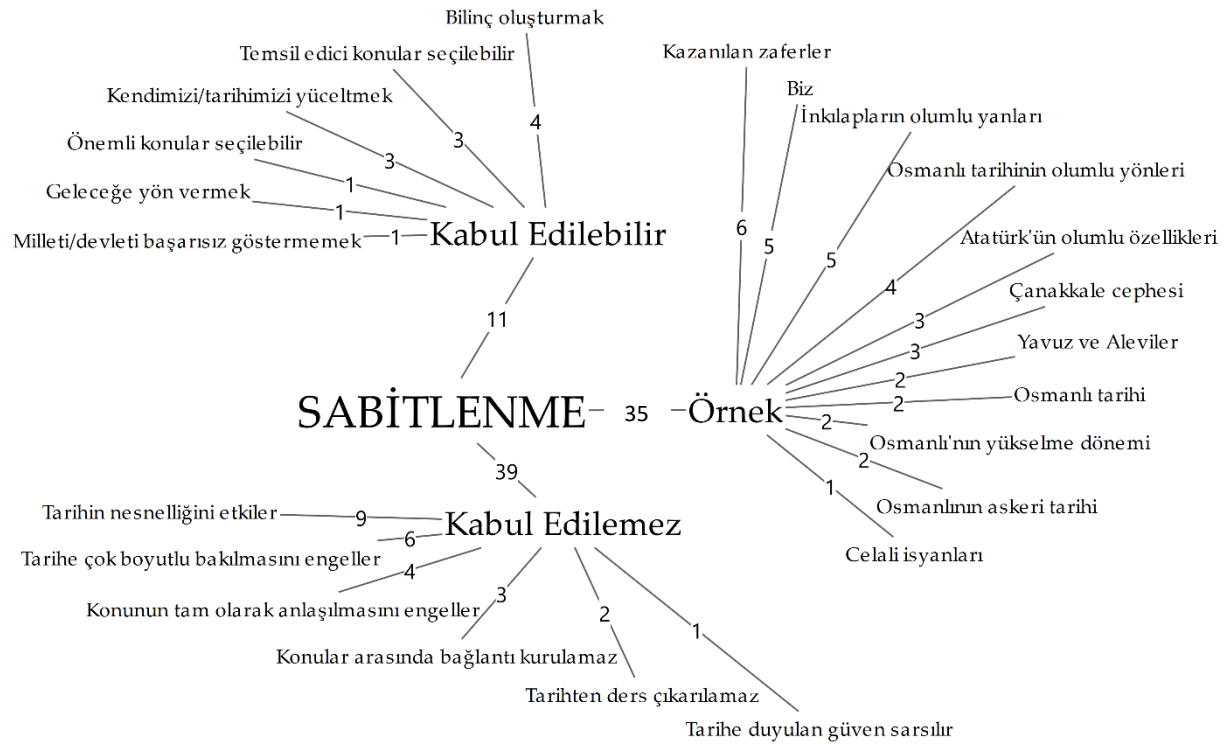 Bilinç oluşturmak
4
Temsil edici konular seçilebilir
3
Kendimizi/tarihimizi yüceltmek
3
Önemli konular seçilebilir
1
Geleceğe yön vermek
1
Milleti/devleti başarısız göstermemek
1
Kabul Edilebilir
11
SABİTLENME
35
Örnek
Kazanılan zaferler
6
Biz
5
İnkılapların olumlu yanları
5
Osmanlı tarihinin olumlu yönleri
4
Atatürk'ün olumlu özellikleri
3
Çanakkale cephesi
3
Yavuz ve Aleviler
2
Osmanlı tarihi
2
Osmanlı'nın yükselme dönemi
2
Osmanlının askeri tarihi
2
Celali isyanları
1
39
Kabul Edilemez
Tarihin nesnelliğini etkiler
9
Tarihe çok boyutlu bakılmasını engeller
6
Konunun tam olarak anlaşılmasını engeller
4
Konular arasında bağlantı kurulamaz
3
Tarihten ders çıkarılamaz
2
Tarihe duyulan güven sarsılır
1